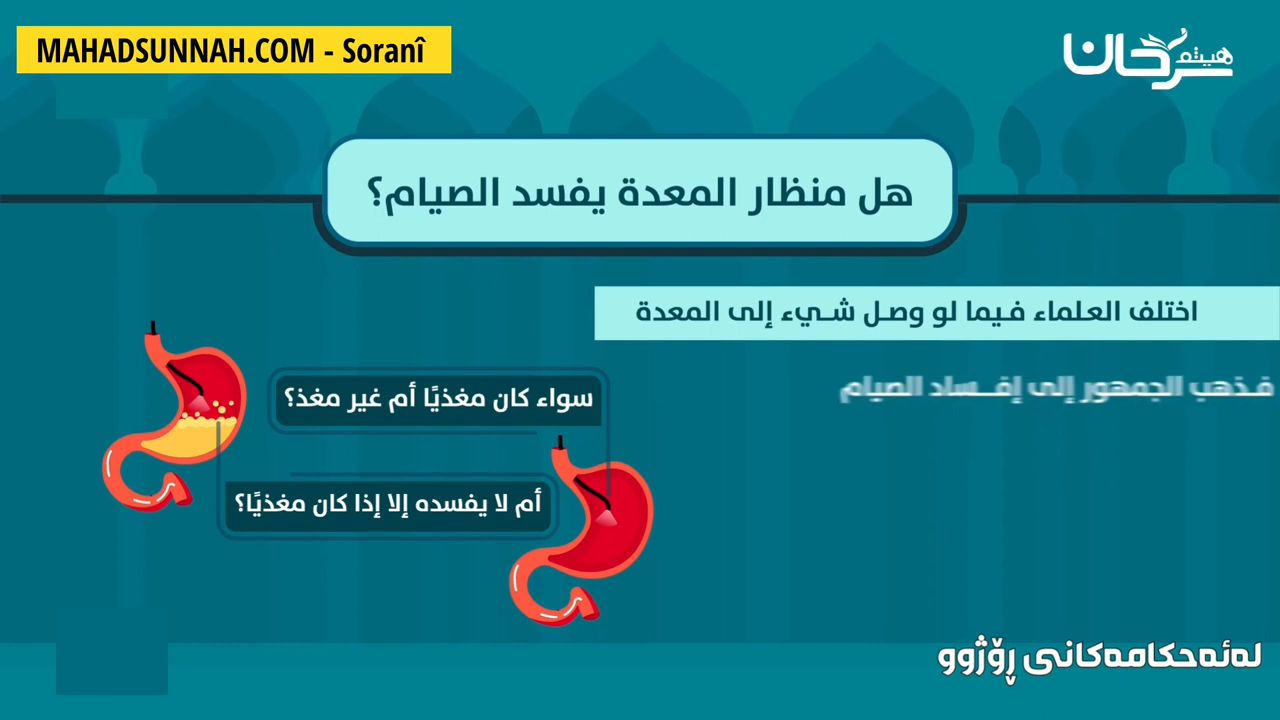 MAHADSUNNAH.COM - Soranî
هيثم سرحان
هل منظار المعدة يفسد الصيام؟
اختلف العلماء فيما لو وصل شيء إلى المعدة
فذهب الجمهور إلى إفساد الصيام
سواء كان مغذيًا أم غير مغذ؟
أم لا يفسده إلا إذا كان مغذيًا؟
لەئەحکامەکانی ڕۆژوو